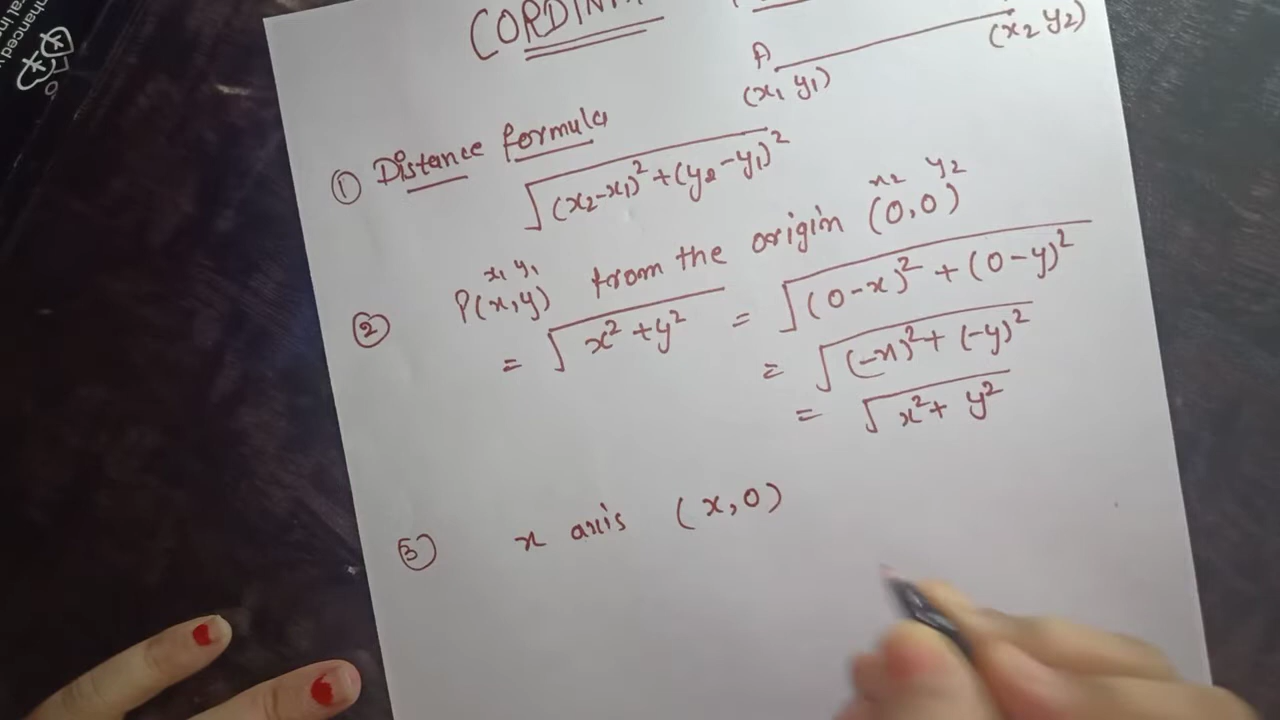 A
(x₁ y₁)
(x₂ y₂)
① Distance formula
√(x₂-x₁)² + (y₂-y₁)²
x₁ y₁ x₂ y₂
② P(x,y) from the origin (0,0)
= √x² + y² = √(0-x)² + (0-y)²
= √(-x)² + (-y)²
= √x² + y²
③ x axis (x,0)